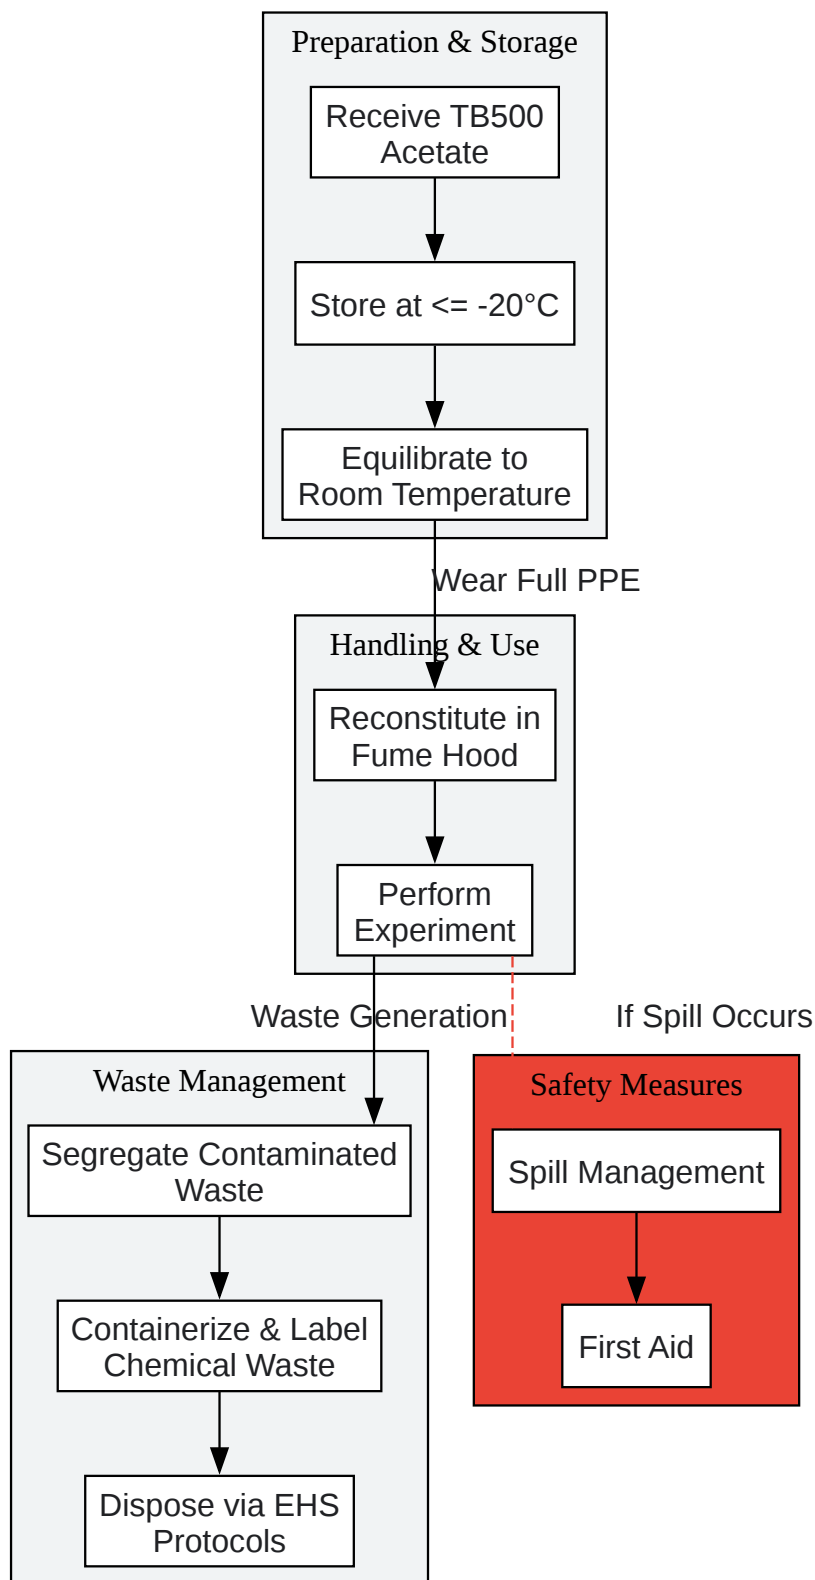 Preparation & Storage
Receive TB500
Acetate
Store at <= -20°C
Equilibrate to
Room Temperature
Wear Full PPE
Handling & Use
Reconstitute in
Fume Hood
Perform
Experiment
Waste Generation
If Spill Occurs
Waste Management
Segregate Contaminated
Waste
Containerize & Label
Chemical Waste
Dispose via EHS
Protocols
Safety Measures
Spill Management
First Aid